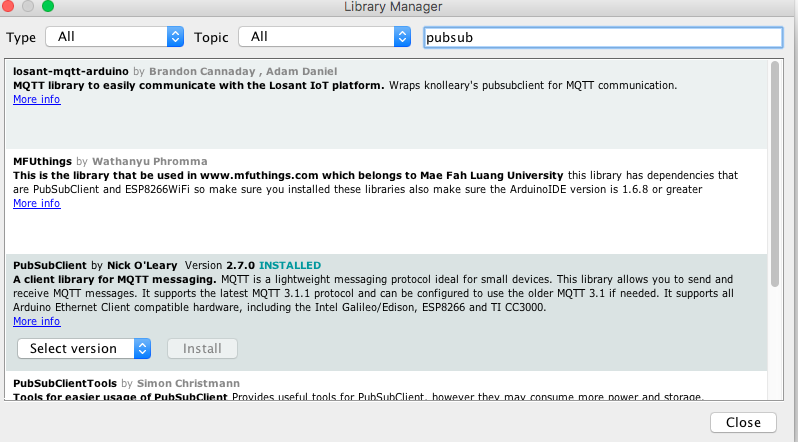 Library Manager
Type All Topic All pubsub
losant-mqtt-arduino by Brandon Cannaday , Adam Daniel
MQTT library to easily communicate with the Losant IoT platform. Wraps knolleary's pubsubclient for MQTT communication.
More info
MFUthings by Wathanyu Phromma
This is the library that be used in www.mfuthings.com which belongs to Mae Fah Luang University this library has dependencies that
are PubSubClient and ESP8266WiFi so make sure you installed these libraries also make sure the ArduinoIDE version is 1.6.8 or greater
More info
PubSubClient by Nick O'Leary Version 2.7.0 INSTALLED
A client library for MQTT messaging. MQTT is a lightweight messaging protocol ideal for small devices. This library allows you to send and
receive MQTT messages. It supports the latest MQTT 3.1.1 protocol and can be configured to use the older MQTT 3.1 if needed. It supports all
Arduino Ethernet Client compatible hardware, including the Intel Galileo/Edison, ESP8266 and TI CC3000.
More info
Select version Install
PubSubClientTools by Simon Christmann
Tools for easier usage of PubSubClient Provides useful tools for PubSubClient, however they may consume more power and storage.
Close